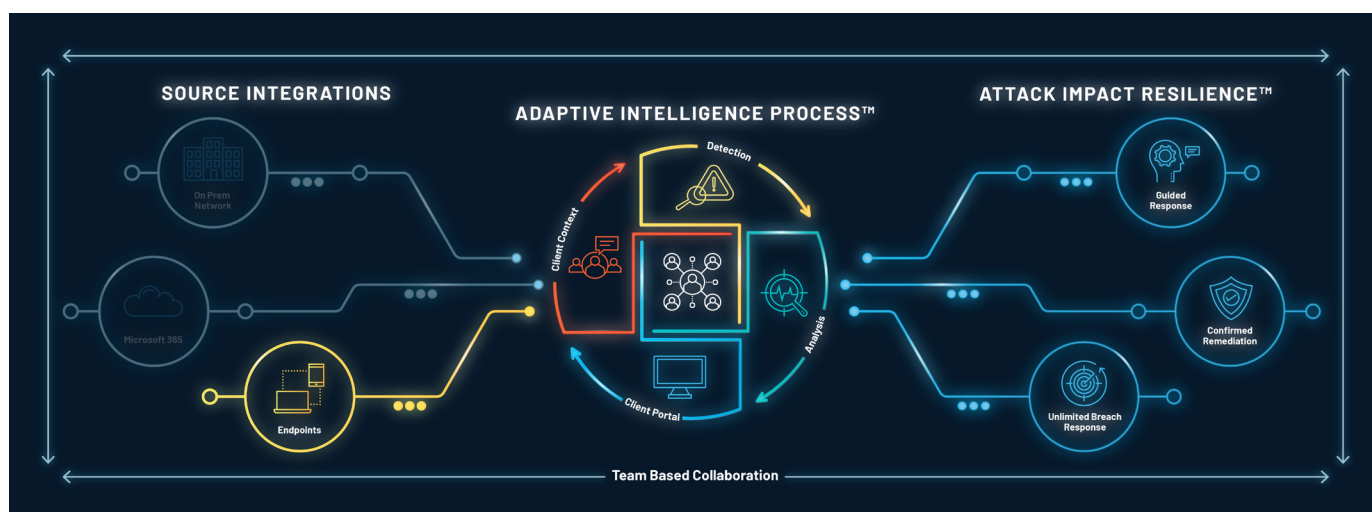 SOURCE INTEGRATIONS
On Prem
Network
Microsoft 365
Endpoints
ADAPTIVE INTELLIGENCE PROCESS™
Detection
Client Context
Analysis
Client Portal
ATTACK IMPACT RESILIENCE™
Guided
Response
Confirmed
Remediation
Unlimited Breach
Response
Team Based Collaboration